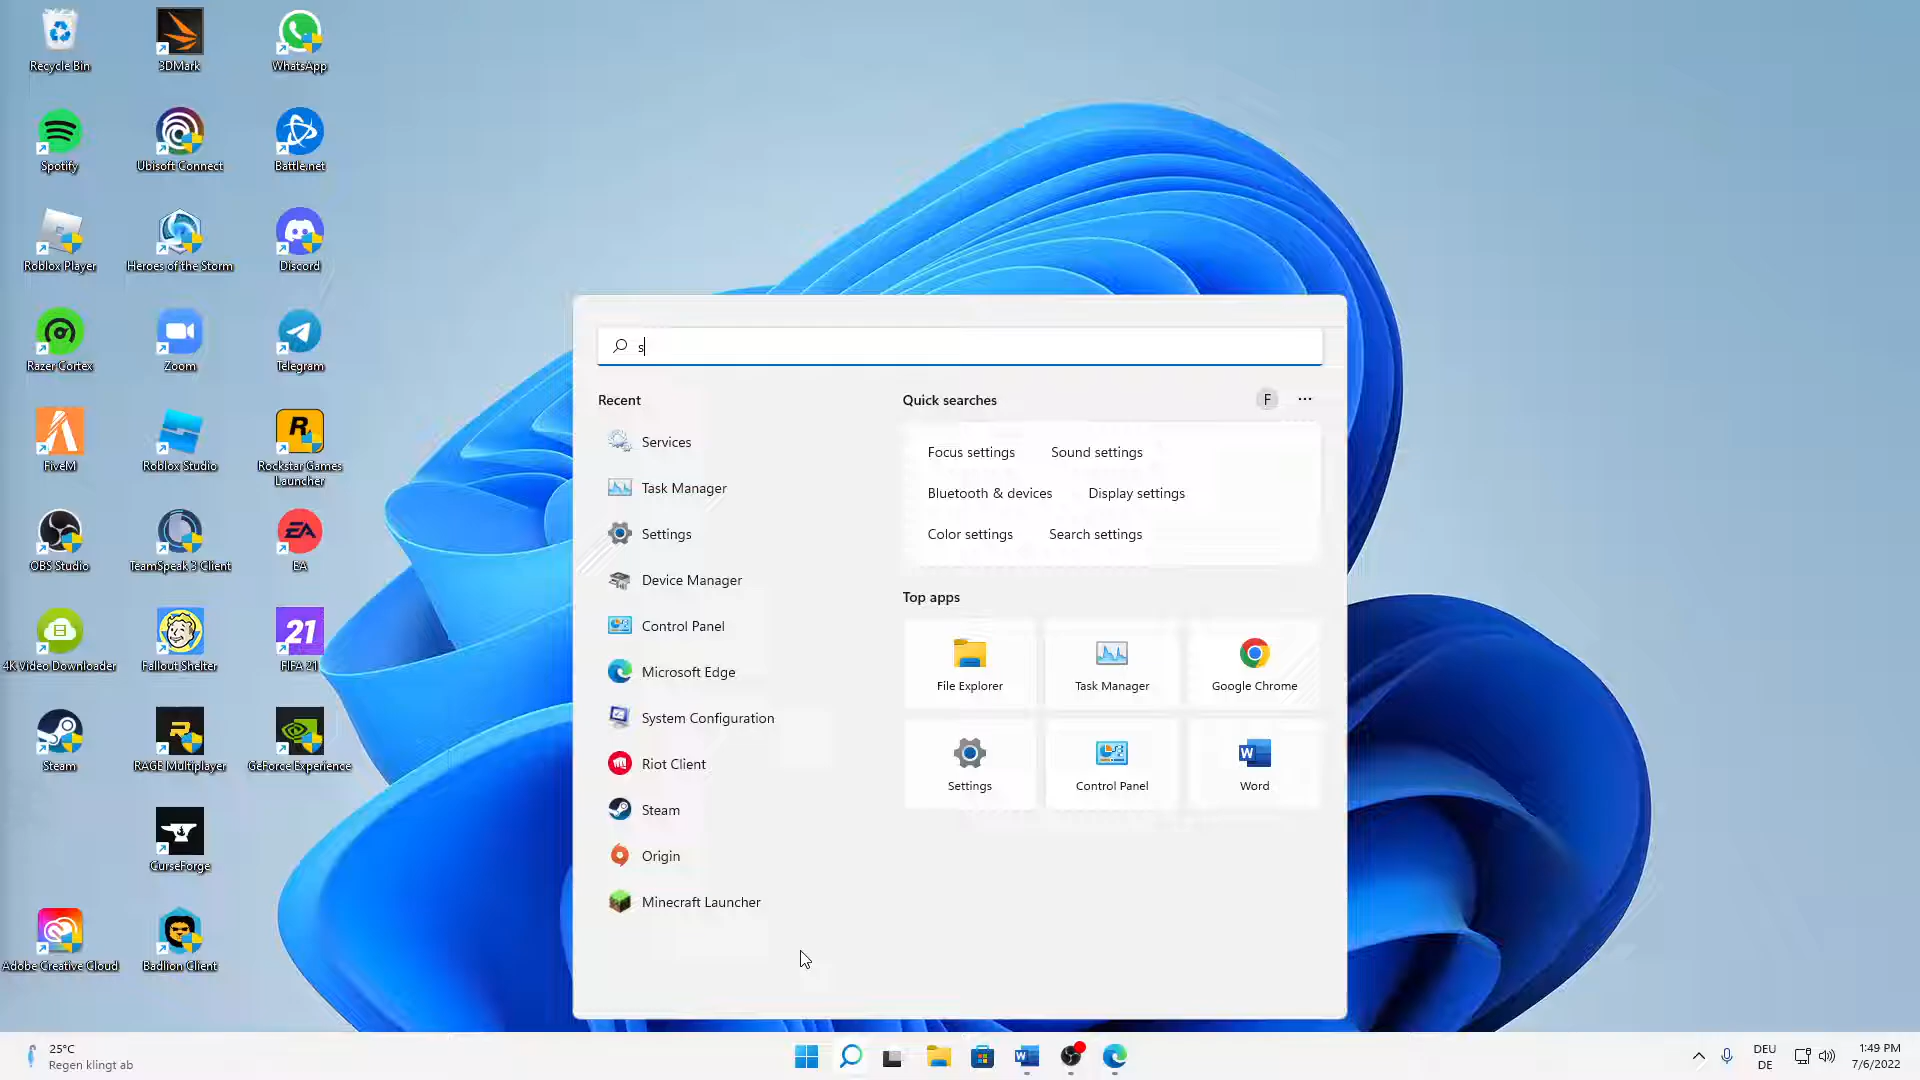 Recycle Bin
3DMark
WhatsApp
Spotify
Ubisoft Connect
Battle.net
Roblox Player
Heroes of the Storm
Discord
Razer Cortex
Zoom
Telegram
FiveM
Roblox Studio
Rockstar Games
Launcher
OBS Studio
TeamSpeak 3 Client
EA
4K Video Downloader
Fallout Shelter
FIFA 21
Steam
RAGE Multiplayer
GeForce Experience
CurseForge
Adobe Creative Cloud
Badlion Client
s
Recent
Services
Task Manager
Settings
Device Manager
Control Panel
Microsoft Edge
System Configuration
Riot Client
Steam
Origin
Minecraft Launcher
Quick searches
F
Focus settings
Sound settings
Bluetooth & devices
Display settings
Color settings
Search settings
Top apps
File Explorer
Task Manager
Google Chrome
Settings
Control Panel
Word
25°C
Regen klingt ab
DEU
DE
1:49 PM
7/6/2022